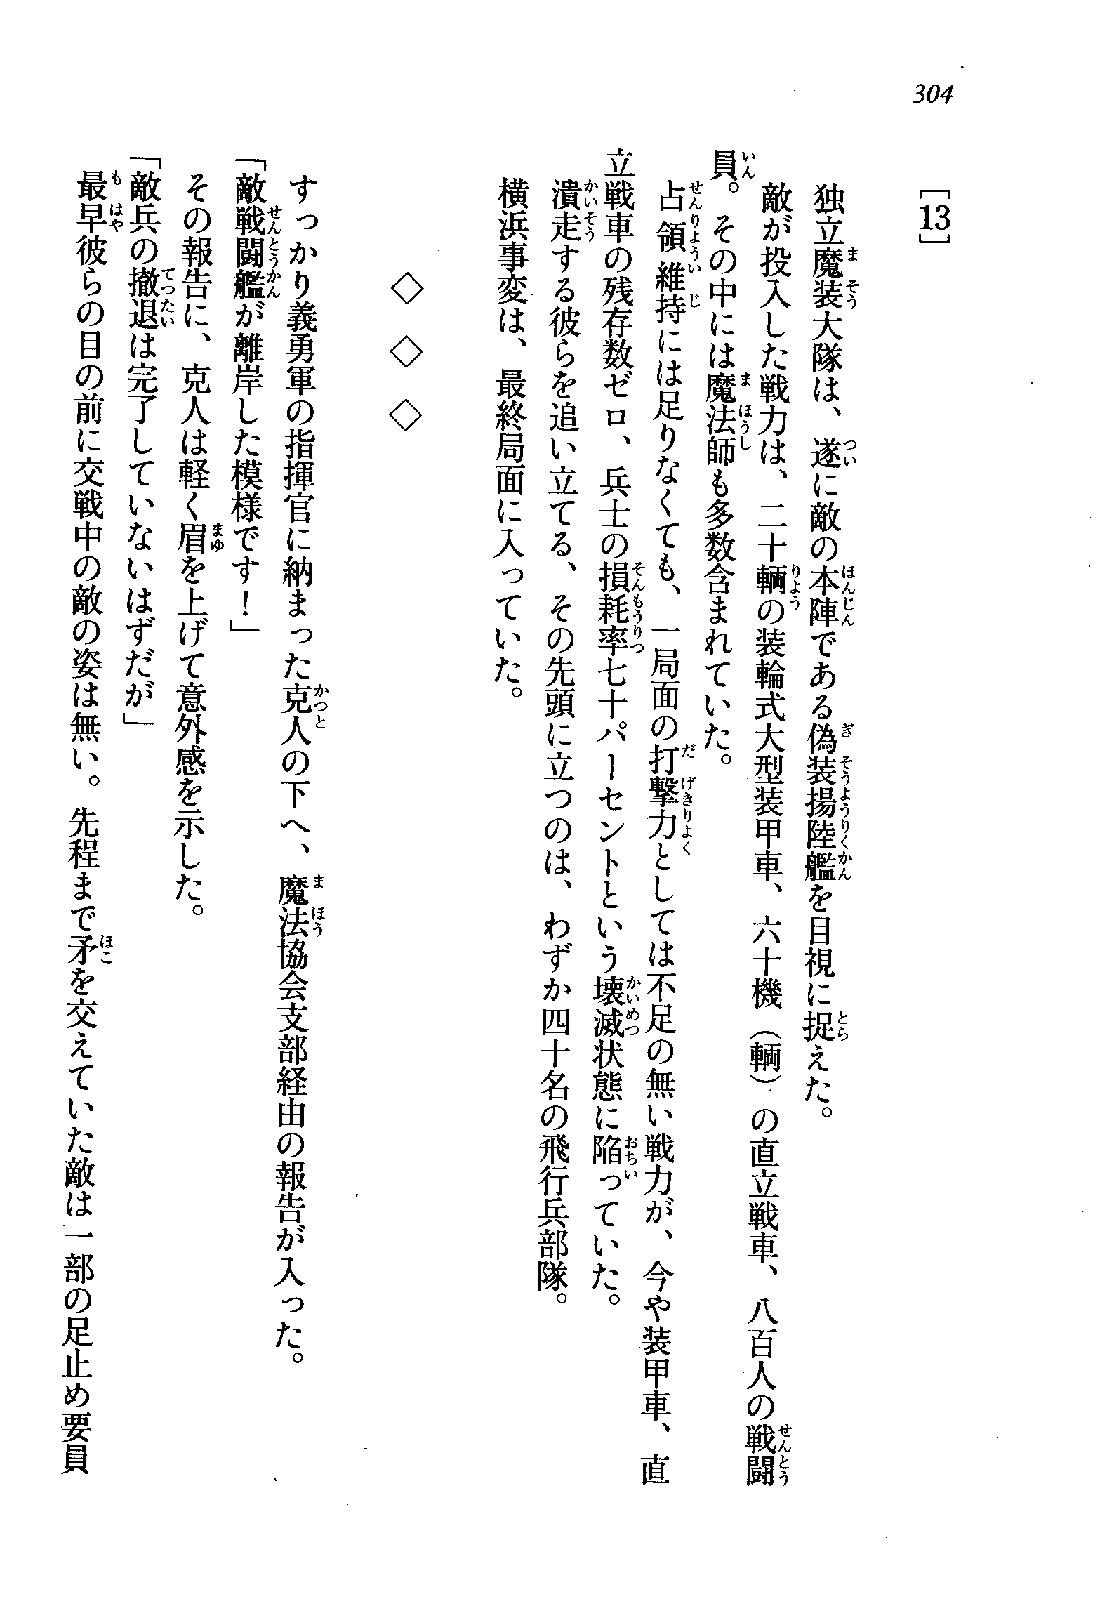 304
[13]
独立魔装大隊は、遂に敵の本陣である偽装揚陸艦を目視に捉えた。
敵が投入した戦力は、二十輌の装輪式大型装甲車、六十機（輌）の直立戦車、八百人の戦闘
員。その中には魔法師も多数含まれていた。
占領維持には足りなくても、一局面の打撃力としては不足の無い戦力が、今や装甲車、直
立戦車の残存数ゼロ、兵士の損耗率七十パーセントという壊滅状態に陥っていた。
潰走する彼らを追い立てる、その先頭に立つのは、わずか四十名の飛行兵部隊。
横浜事変は、最終局面に入っていた。
◇ ◇ ◇
すっかり義勇軍の指揮官に納まった克人の下へ、魔法協会支部経由の報告が入った。
「敵戦闘艦が離岸した模様です！」
その報告に、克人は軽く眉を上げて意外感を示した。
「敵兵の撤退は完了していないはずだが」
最早彼らの目の前に交戦中の敵の姿は無い。先程まで矛を交えていた敵は一部の足止め要員